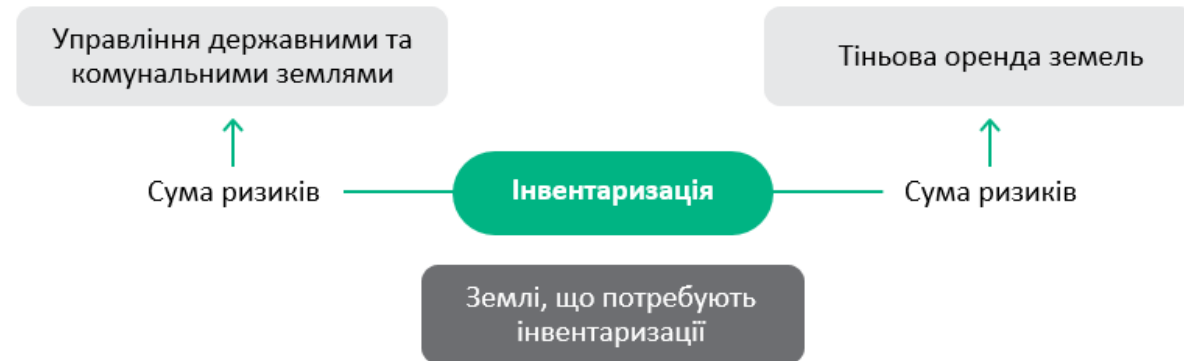 Управління державними та
комунальними землями
Тіньова оренда земель
Сума ризиків
Інвентаризація
Сума ризиків
Землі, що потребують
інвентаризації